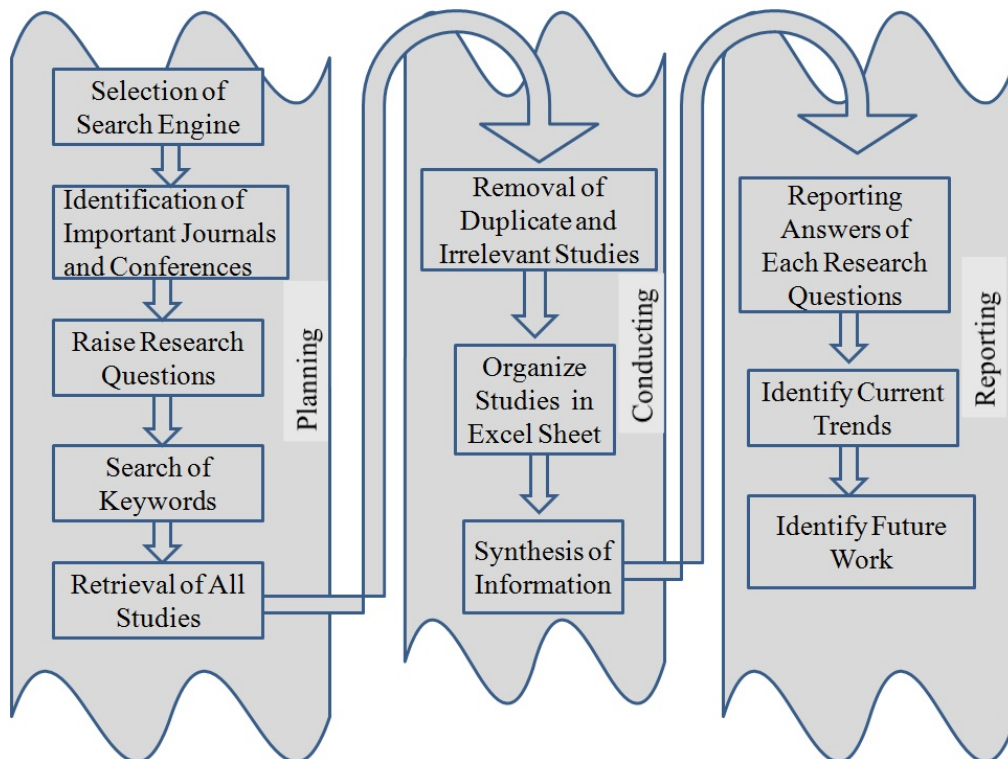 Selection of
Search Engine
Identification of
Important Journals
and Conferences
Raise Research
Questions
Search of
Keywords
Retrieval of All
Studies
Planning
Removal of
Duplicate and
Irrelevant Studies
Organize
Studies in
Excel Sheet
Synthesis of
Information
Conducting
Reporting
Answers of
Each Research
Questions
Identify Current
Trends
Identify Future
Work
Reporting